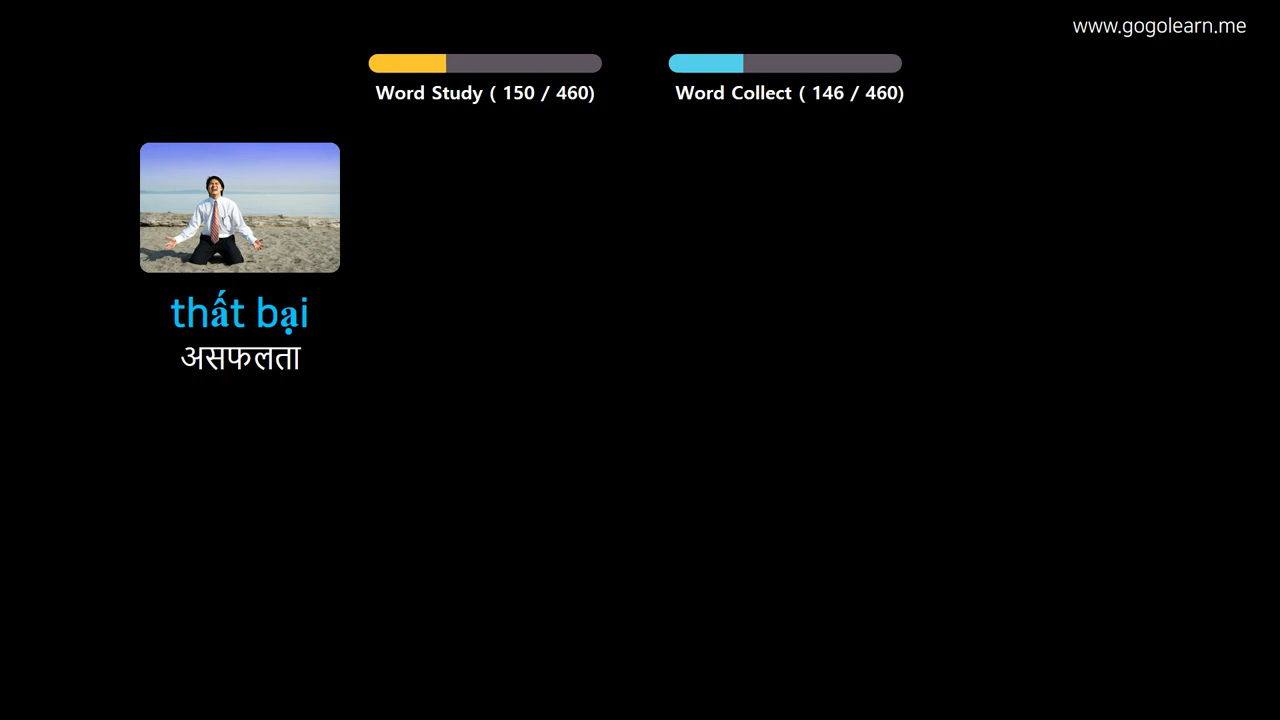 www.gogolearn.me
Word Study ( 150 / 460)
Word Collect ( 146 / 460)
thất bại
असफलता